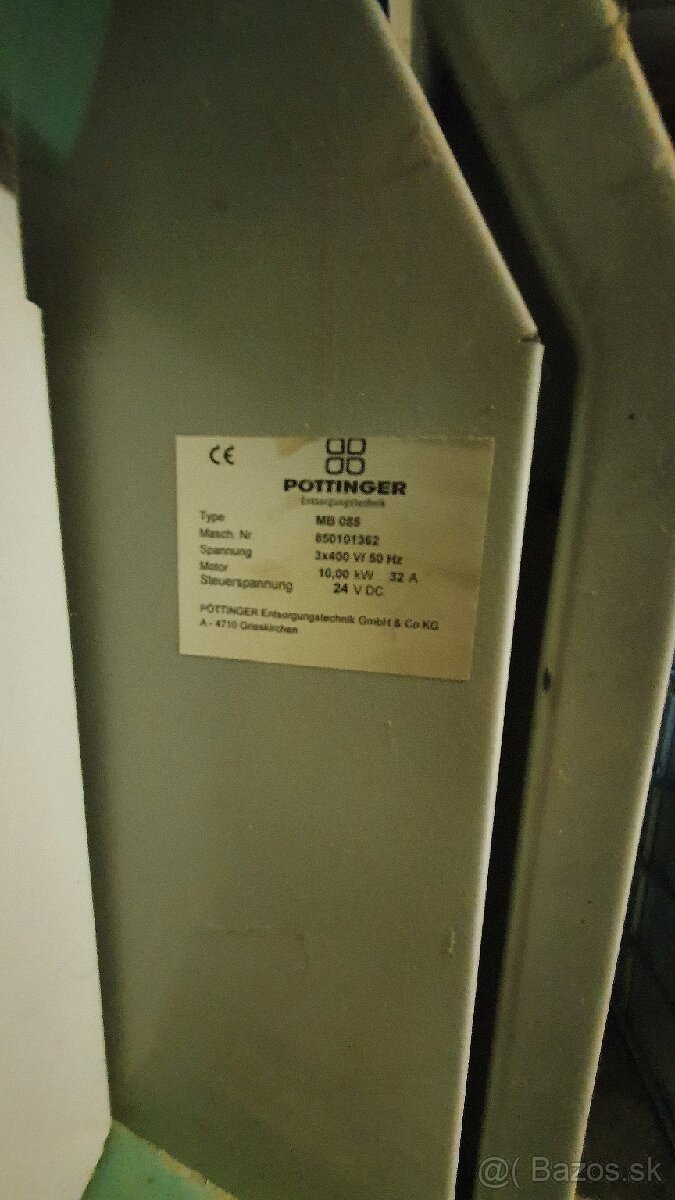 CE
PÖTTINGER
Entsorgungstechnik
Type MB 085
Masch. Nr. 850101362
Spannung 3x400 V/ 50 Hz
Motor 10,00 kW 32 A
Steuerspannung 24 V DC
PÖTTINGER Entsorgungstechnik GmbH & Co KG
A - 4710 Grieskirchen
@( Bazos.sk